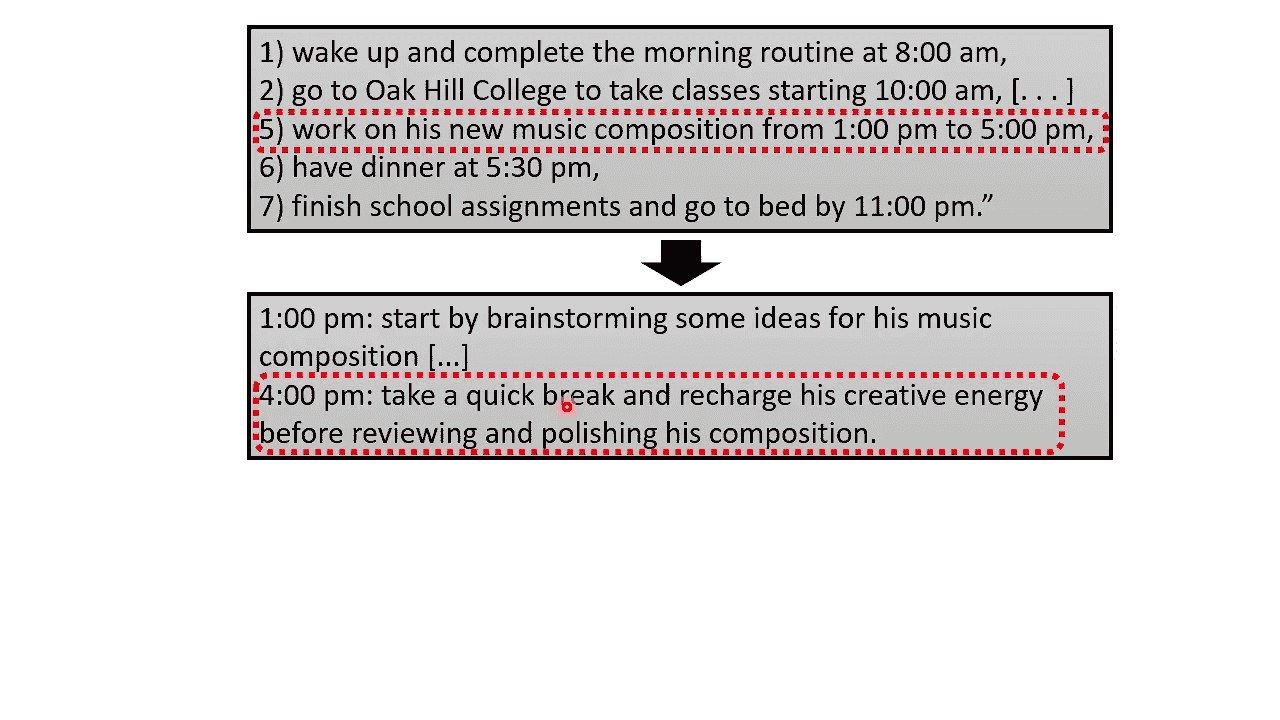 1) wake up and complete the morning routine at 8:00 am,
2) go to Oak Hill College to take classes starting 10:00 am, [. . . ]
5) work on his new music composition from 1:00 pm to 5:00 pm,
6) have dinner at 5:30 pm,
7) finish school assignments and go to bed by 11:00 pm.”
1:00 pm: start by brainstorming some ideas for his music
composition [...]
4:00 pm: take a quick break and recharge his creative energy
before reviewing and polishing his composition.